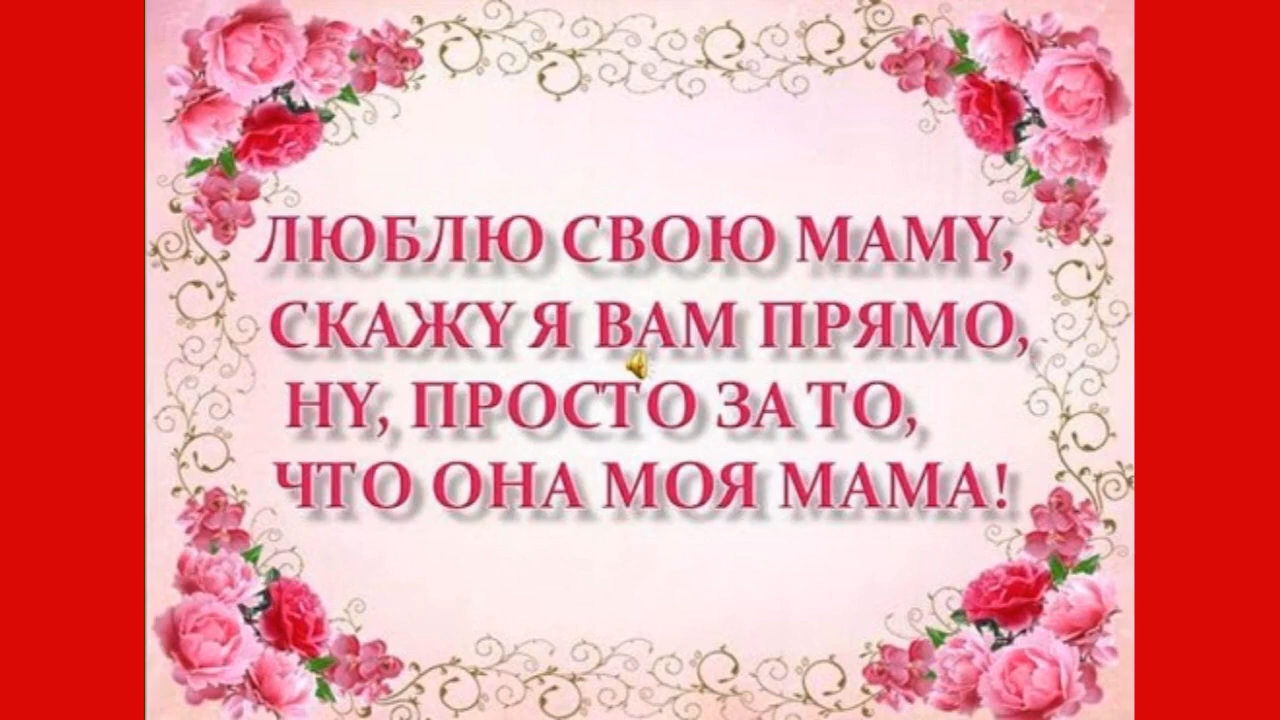 ЛЮБЛЮ СВОЮ МАМУ,
СКАЖУ Я ВАМ ПРЯМО,
НУ, ПРОСТО ЗА ТО,
ЧТО ОНА МОЯ МАМА!